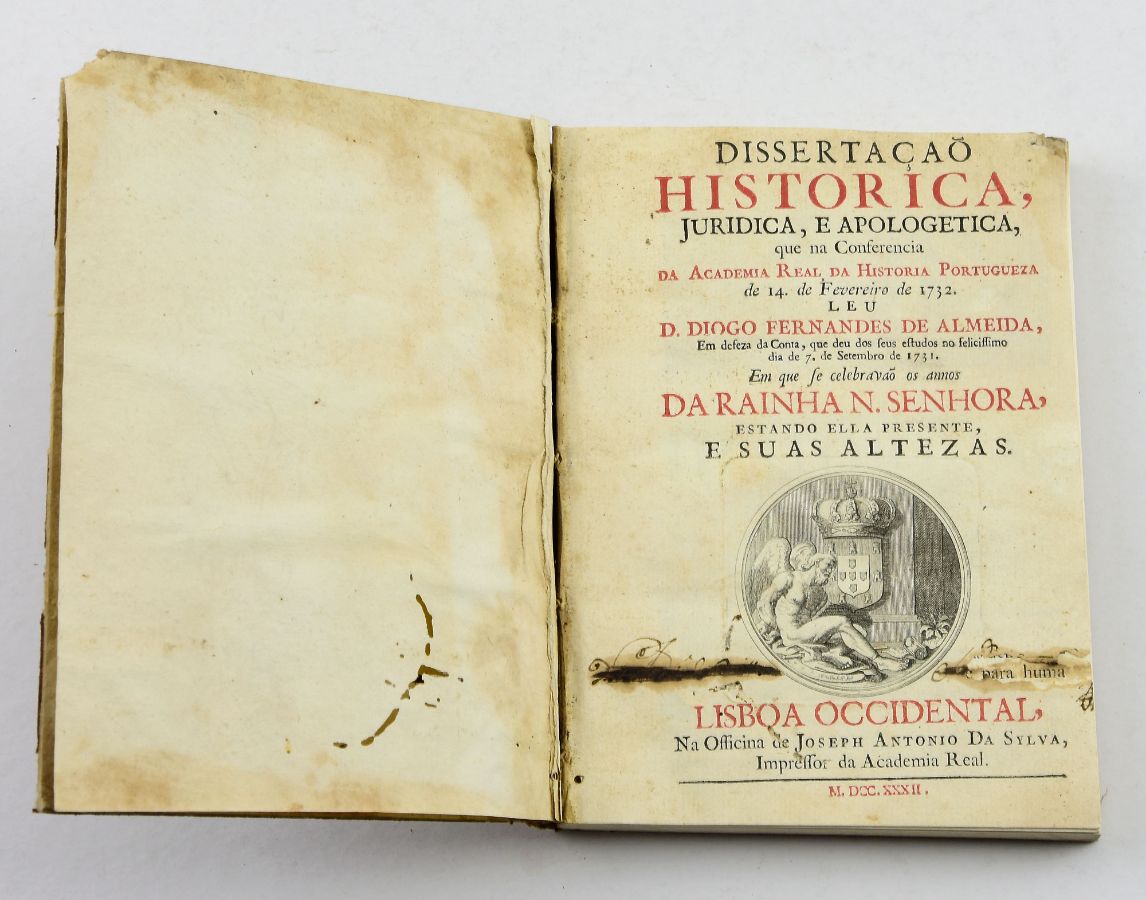 DISSERTAÇAÕ
HISTORICA,
JURIDICA, E APOLOGETICA,
que na Conferencia
DA ACADEMIA REAL DA HISTORIA PORTUGUEZA
de 14. de Fevereiro de 1732.
LEU
D. DIOGO FERNANDES DE ALMEIDA,
Em defeza da Conta, que deu dos ſeus eſtudos no feliciſſimo
dia de 7. de Setembro de 1731.
Em que ſe celebravaõ os annos
DA RAINHA N. SENHORA,
ESTANDO ELLA PRESENTE,
E SUAS ALTEZAS.
para huma
LISBOA OCCIDENTAL,
Na Officina de JOSEPH ANTONIO DA SYLVA,
Impreſſor da Academia Real.
M. DCC. XXXII.